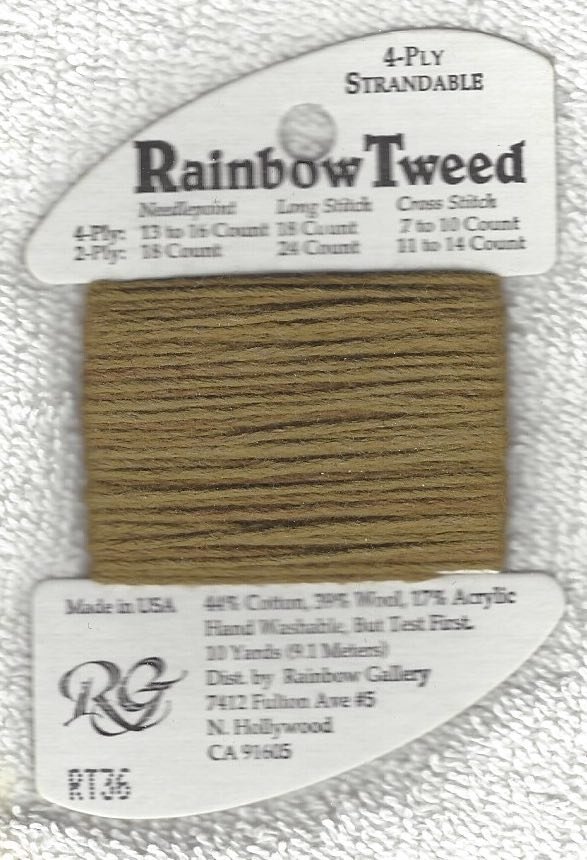 4-PLY
STRANDABLE
Rainbow Tweed
Needlepoint Long Stitch Cross Stitch
4-Ply: 13 to 16 Count 18 Count 7 to 10 Count
2-Ply: 18 Count 24 Count 11 to 14 Count
Made in USA
44% Cotton, 39% Wool, 17% Acrylic
Hand Washable, But Test First.
10 Yards (9.1 Meters)
Dist. by Rainbow Gallery
7412 Fulton Ave #5
N. Hollywood
CA 91605
RG
RT36